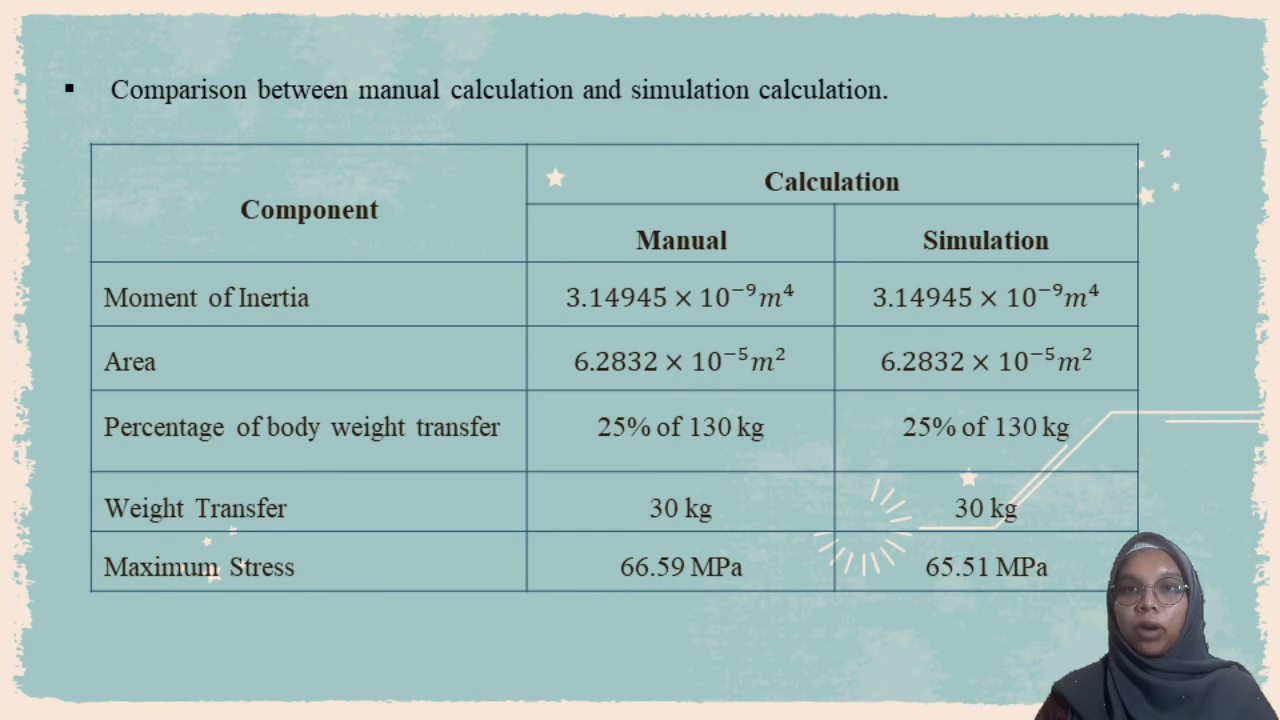 ▪ Comparison between manual calculation and simulation calculation.
Component
Calculation
Manual Simulation
Moment of Inertia 3.14945 × 10⁻⁹m⁴ 3.14945 × 10⁻⁹m⁴
Area 6.2832 × 10⁻⁵m² 6.2832 × 10⁻⁵m²
Percentage of body weight transfer 25% of 130 kg 25% of 130 kg
Weight Transfer 30 kg 30 kg
Maximum Stress 66.59 MPa 65.51 MPa